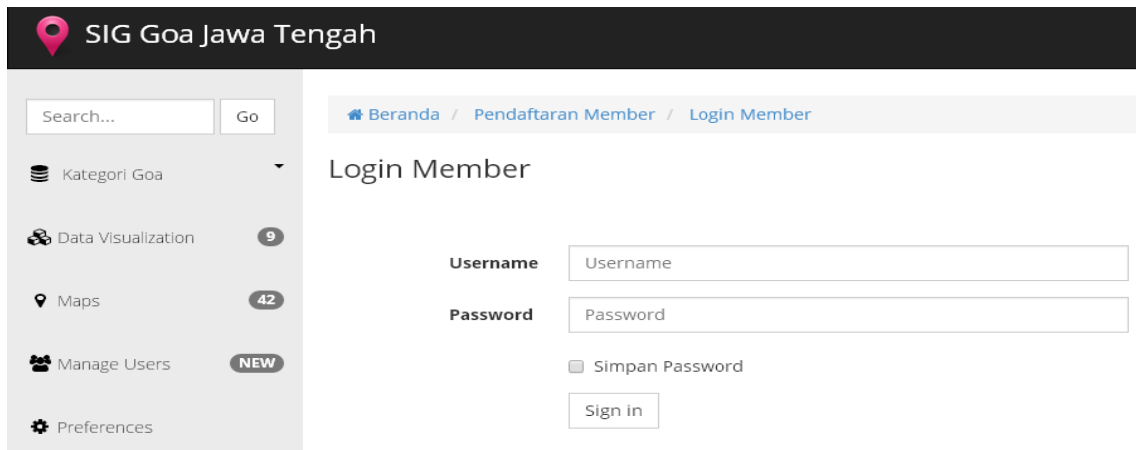 SIG Goa Jawa Tengah
Search... Go
Kategori Goa
Data Visualization 9
Maps 42
Manage Users NEW
Preferences
Beranda / Pendaftaran Member / Login Member
Login Member
Username Username
Password Password
Simpan Password
Sign in